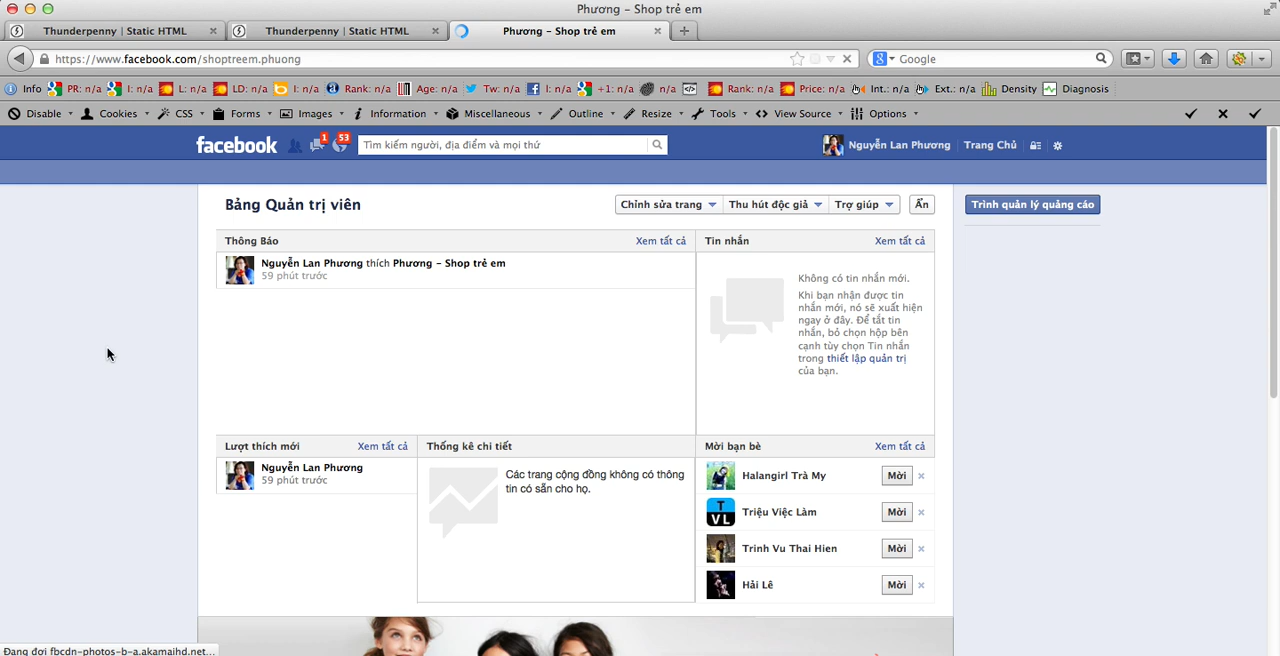 Phương – Shop trẻ em
Thunderpenny | Static HTML
Thunderpenny | Static HTML
Phương – Shop trẻ em
https://www.facebook.com/shoptreem.phuong
Google
Info PR: n/a I: n/a L: n/a LD: n/a I: n/a Rank: n/a Age: n/a Tw: n/a I: n/a +1: n/a n/a Rank: n/a Price: n/a Int.: n/a Ext.: n/a Density Diagnosis
Disable Cookies CSS Forms Images Information Miscellaneous Outline Resize Tools View Source Options
facebook 1 53 Tìm kiếm người, địa điểm và mọi thứ Nguyễn Lan Phương Trang Chủ
Bảng Quản trị viên Chỉnh sửa trang Thu hút độc giả Trợ giúp Ẩn Trình quản lý quảng cáo
Thông Báo Xem tất cả
Nguyễn Lan Phương thích Phương – Shop trẻ em
59 phút trước
Tin nhắn Xem tất cả
Không có tin nhắn mới.
Khi bạn nhận được tin
nhắn mới, nó sẽ xuất hiện
ngay ở đây. Để tắt tin
nhắn, bỏ chọn hộp bên
cạnh tùy chọn Tin nhắn
trong thiết lập quản trị
của bạn.
Lượt thích mới Xem tất cả
Nguyễn Lan Phương
59 phút trước
Thống kê chi tiết
Các trang cộng đồng không có thông
tin có sẵn cho họ.
Mời bạn bè Xem tất cả
Halangirl Trà My Mời
TVL Triệu Việc Làm Mời
Trinh Vu Thai Hien Mời
Hải Lê Mời
Đang đợi fbcdn-photos-b-a.akamaihd.net...